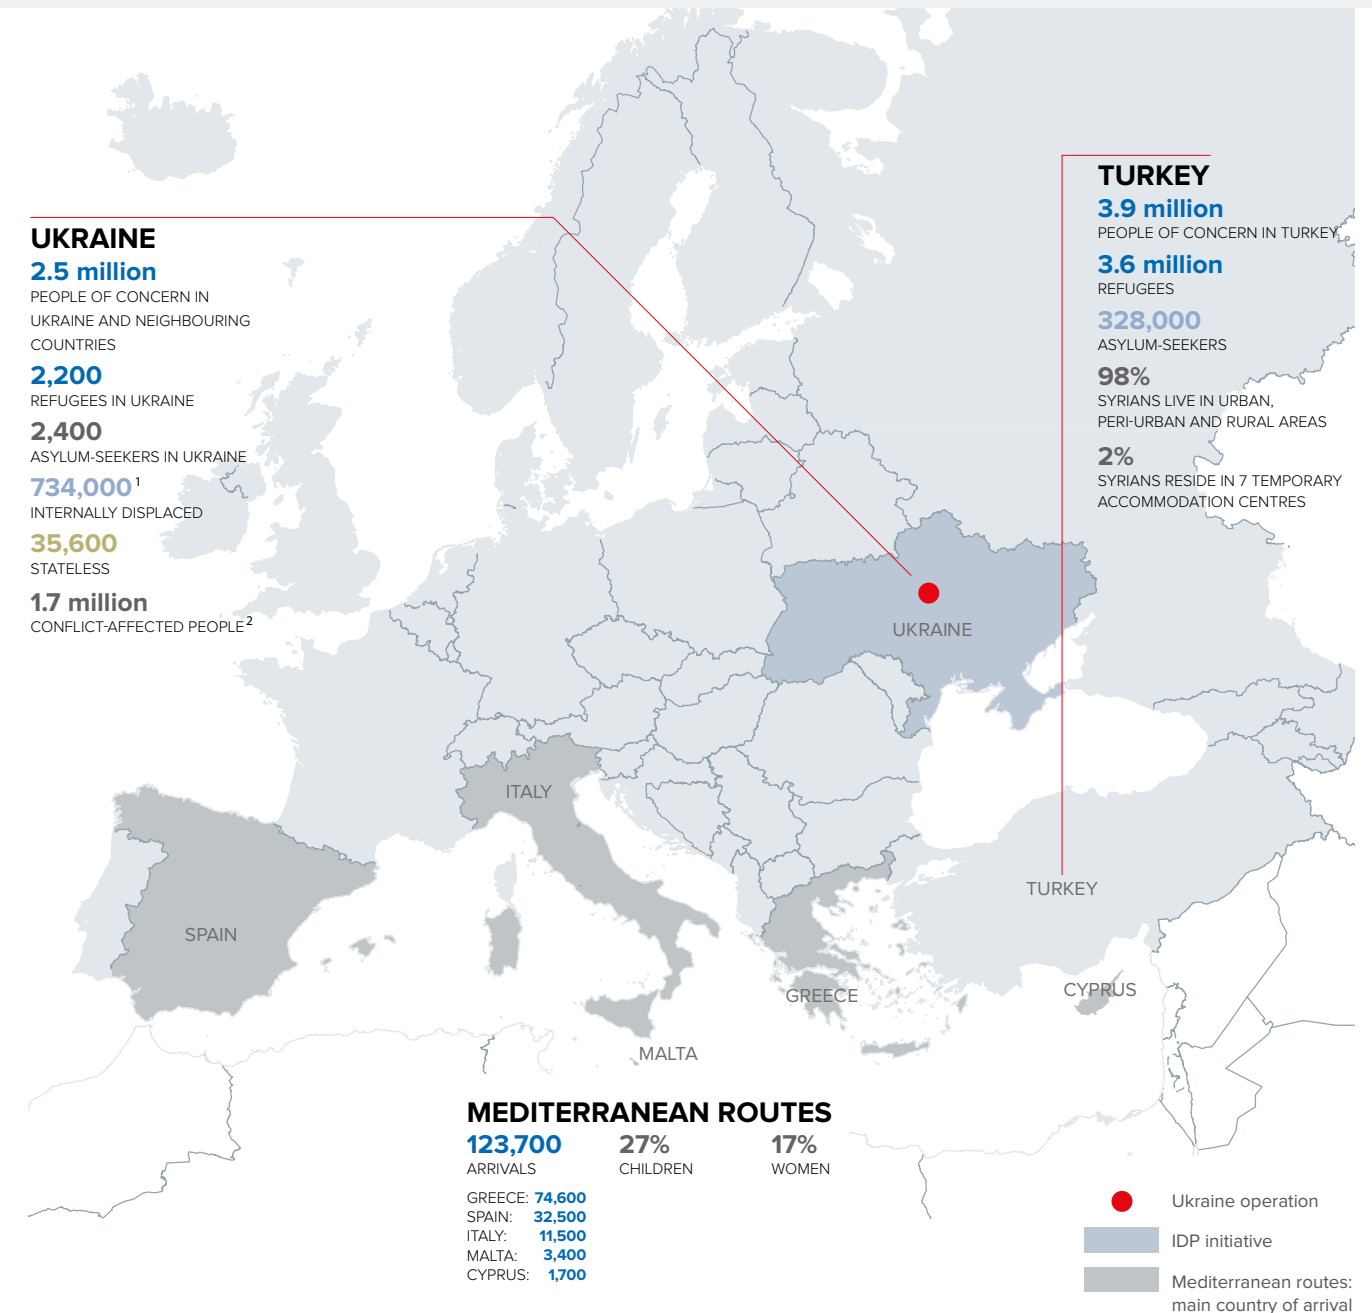 UKRAINE
2.5 million
PEOPLE OF CONCERN IN
UKRAINE AND NEIGHBOURING
COUNTRIES
2,200
REFUGEES IN UKRAINE
2,400
ASYLUM-SEEKERS IN UKRAINE
734,000 1
INTERNALLY DISPLACED
35,600
STATELESS
1.7 million
CONFLICT-AFFECTED PEOPLE 2
TURKEY
3.9 million
PEOPLE OF CONCERN IN TURKEY
3.6 million
REFUGEES
328,000
ASYLUM-SEEKERS
98%
SYRIANS LIVE IN URBAN,
PERI-URBAN AND RURAL AREAS
2%
SYRIANS RESIDE IN 7 TEMPORARY
ACCOMMODATION CENTRES
UKRAINE
ITALY
TURKEY
SPAIN
GREECE
CYPRUS
MALTA
MEDITERRANEAN ROUTES
123,700 27% 17%
ARRIVALS CHILDREN WOMEN
GREECE: 74,600
SPAIN: 32,500
ITALY: 11,500
MALTA: 3,400
CYPRUS: 1,700
Ukraine operation
IDP initiative
Mediterranean routes:
main country of arrival